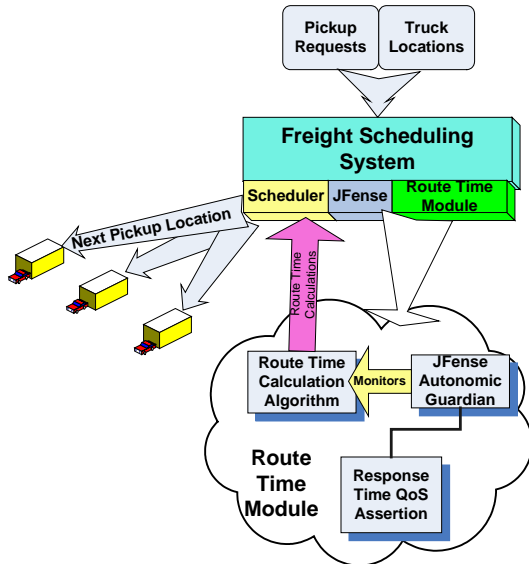 Pickup
Requests
Truck
Locations
Freight Scheduling
System
Scheduler
JFense
Route Time
Module
Next Pickup Location
Route Time
Calculations
Route Time
Calculation
Algorithm
Monitors
JFense
Autonomic
Guardian
Route
Time
Module
Response
Time QoS
Assertion